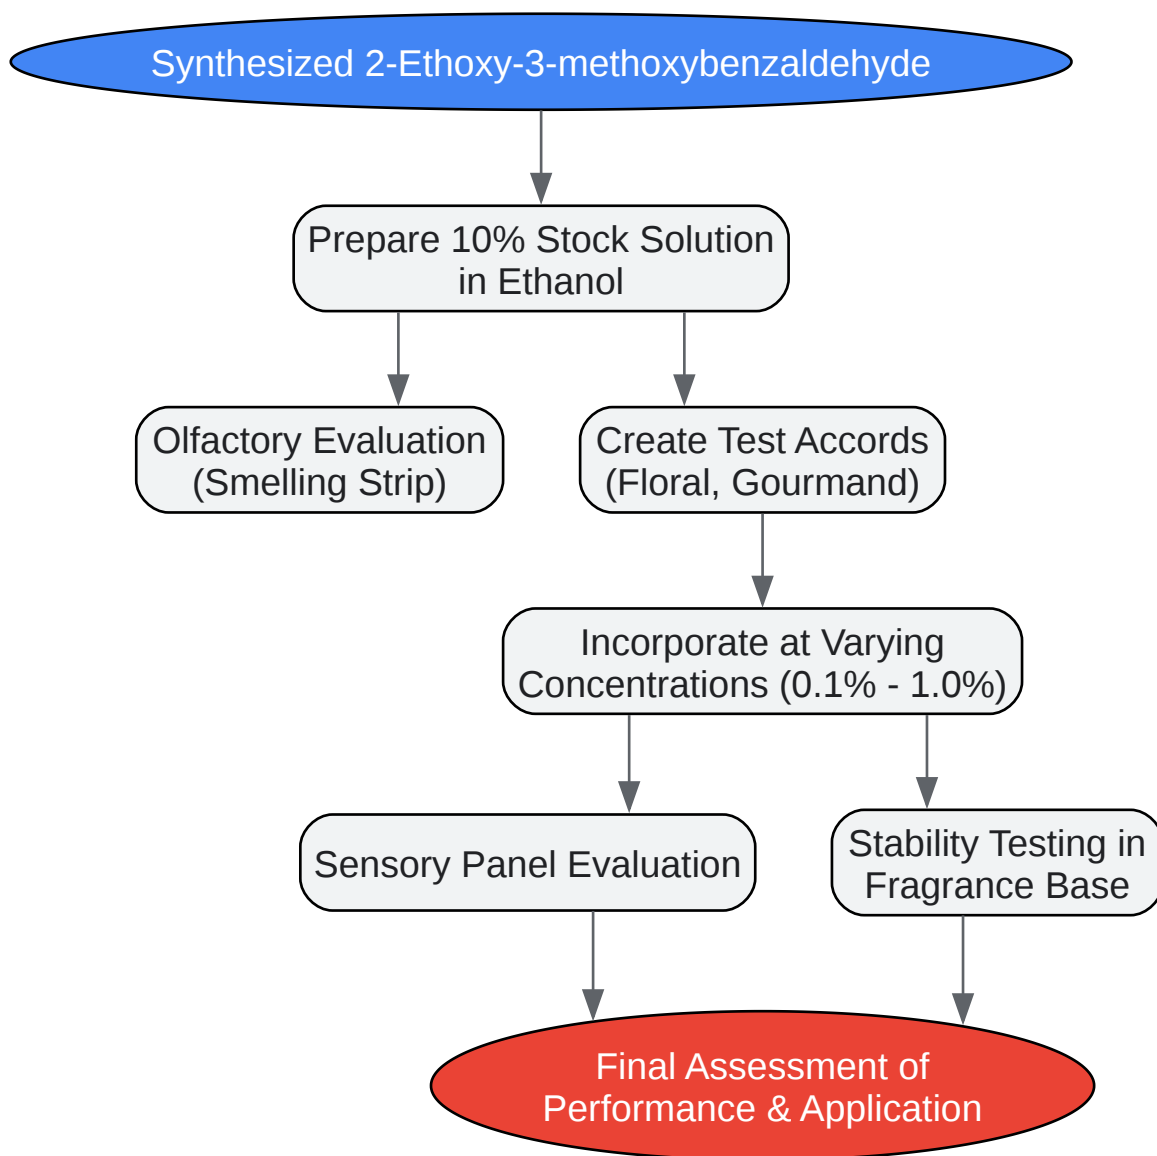 Synthesized 2-Ethoxy-3-methoxybenzaldehyde
Prepare 10% Stock Solution
in Ethanol
Olfactory Evaluation
(Smelling Strip)
Create Test Accords
(Floral, Gourmand)
Incorporate at Varying
Concentrations (0.1% - 1.0%)
Sensory Panel Evaluation
Stability Testing in
Fragrance Base
Final Assessment of
Performance & Application